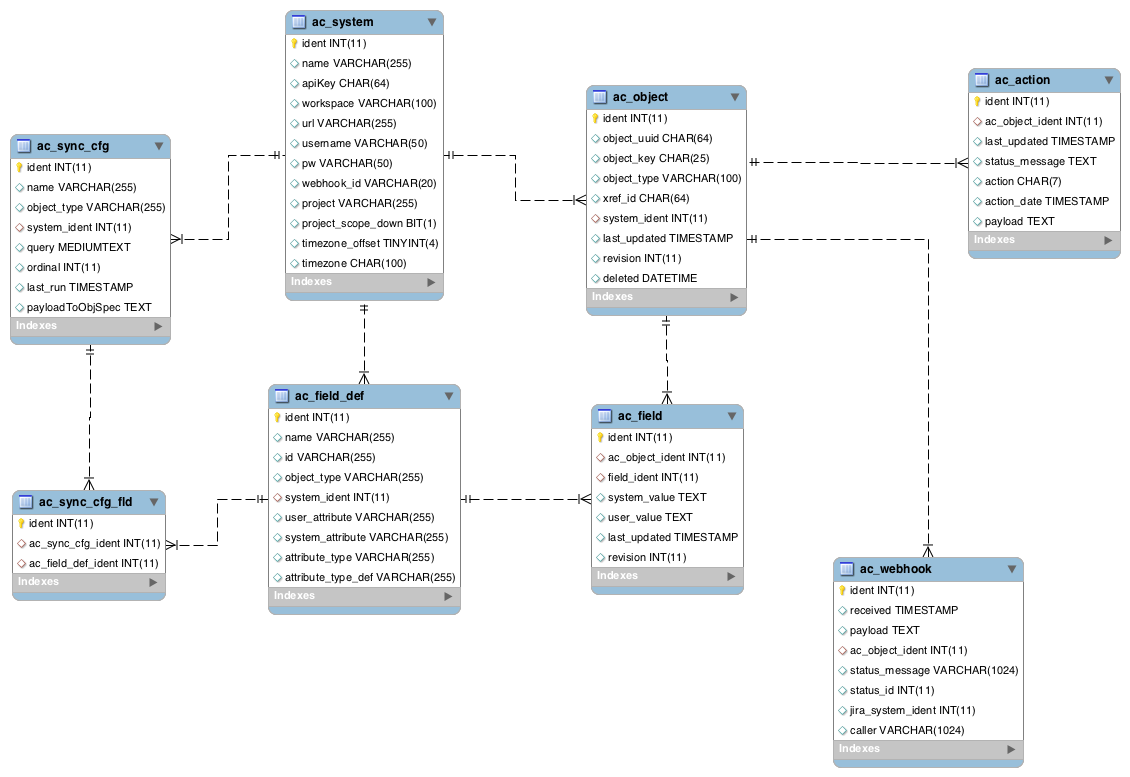 ac_system
ident INT(11)
name VARCHAR(255)
apiKey CHAR(64)
workspace VARCHAR(100)
url VARCHAR(255)
username VARCHAR(50)
pw VARCHAR(50)
webhook_id VARCHAR(20)
project VARCHAR(255)
project_scope_down BIT(1)
timezone_offset TINYINT(4)
timezone CHAR(100)
Indexes
ac_object
ident INT(11)
object_uuid CHAR(64)
object_key CHAR(25)
object_type VARCHAR(100)
xref_id CHAR(64)
system_ident INT(11)
last_updated TIMESTAMP
revision INT(11)
deleted DATETIME
Indexes
ac_action
ident INT(11)
ac_object_ident INT(11)
last_updated TIMESTAMP
status_message TEXT
action CHAR(7)
action_date TIMESTAMP
payload TEXT
Indexes
ac_sync_cfg
ident INT(11)
name VARCHAR(255)
object_type VARCHAR(255)
system_ident INT(11)
query MEDIUMTEXT
ordinal INT(11)
last_run TIMESTAMP
payloadToObjSpec TEXT
Indexes
ac_field_def
ident INT(11)
name VARCHAR(255)
id VARCHAR(255)
object_type VARCHAR(255)
system_ident INT(11)
user_attribute VARCHAR(255)
system_attribute VARCHAR(255)
attribute_type VARCHAR(255)
attribute_type_def VARCHAR(255)
Indexes
ac_field
ident INT(11)
ac_object_ident INT(11)
field_ident INT(11)
system_value TEXT
user_value TEXT
last_updated TIMESTAMP
revision INT(11)
Indexes
ac_sync_cfg_fld
ident INT(11)
ac_sync_cfg_ident INT(11)
ac_field_def_ident INT(11)
Indexes
ac_webhook
ident INT(11)
received TIMESTAMP
payload TEXT
ac_object_ident INT(11)
status_message VARCHAR(1024)
status_id INT(11)
jira_system_ident INT(11)
caller VARCHAR(1024)
Indexes